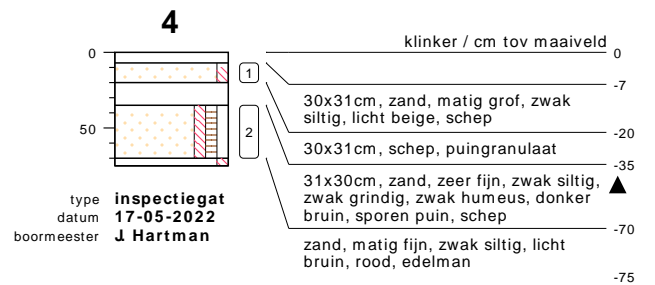 4
klinker / cm tov maaiveld
0
0
-7
1
30x31cm, zand, matig grof, zwak
siltig, licht beige, schep
-20
30x31cm, schep, puingranulaat
-35
50
2
31x30cm, zand, zeer fijn, zwak siltig,
zwak grindig, zwak humeus, donker
bruin, sporen puin, schep
-70
zand, matig fijn, zwak siltig, licht
bruin, rood, edelman
-75
type inspectiegat
datum 17-05-2022
boormeester J. Hartman